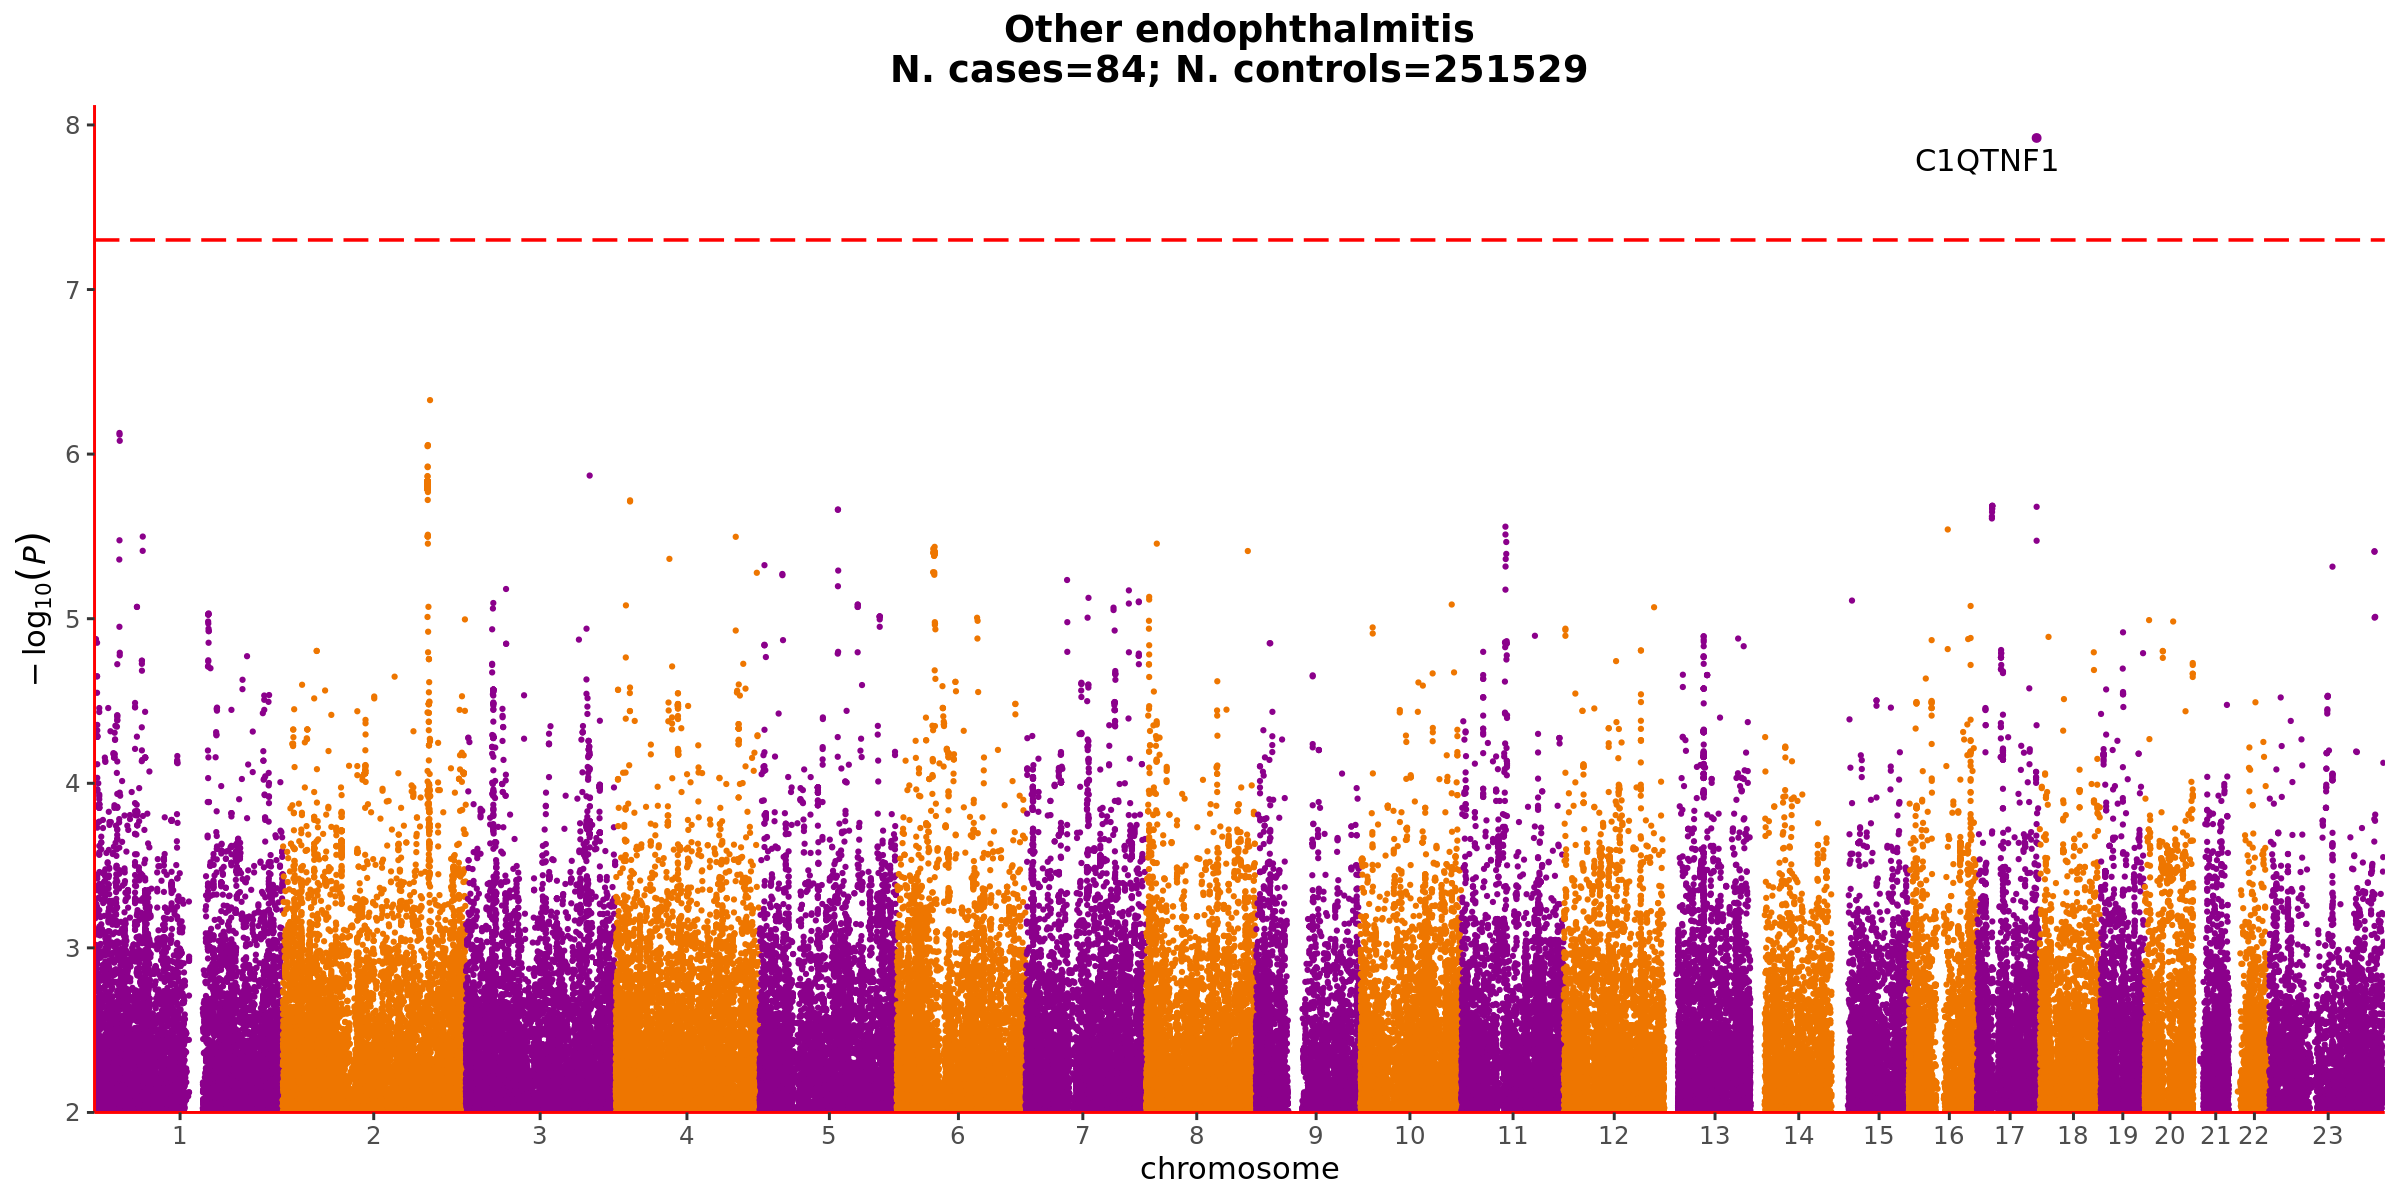 Other endophthalmitis
N. cases=84; N. controls=251529
8
C1QTNF1
7
6
5
4
3
2
− log10(P)
1 2 3 4 5 6 7 8 9 10 11 12 13 14 15 16 17 18 19 20 21 22 23
chromosome